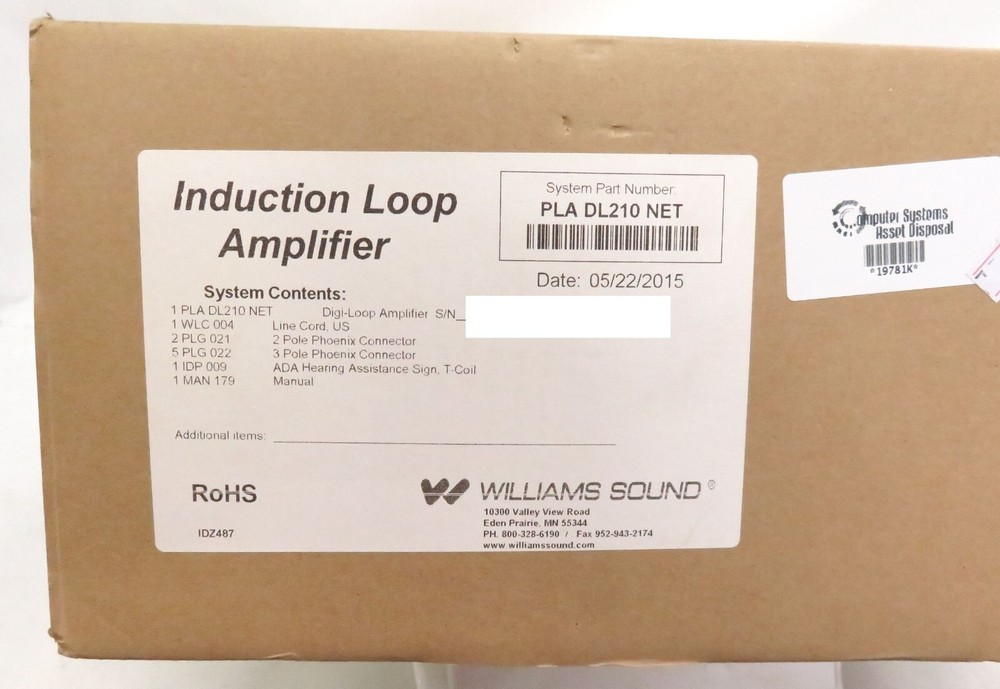 Induction Loop
Amplifier
System Part Number:
PLA DL210 NET
Date: 05/22/2015
System Contents:
1 PLA DL210 NET Digi-Loop Amplifier S/N_
1 WLC 004 Line Cord, US
2 PLG 021 2 Pole Phoenix Connector
5 PLG 022 3 Pole Phoenix Connector
1 IDP 009 ADA Hearing Assistance Sign, T-Coil
1 MAN 179 Manual
Additional items:
RoHS
IDZ487
WILLIAMS SOUND®
10300 Valley View Road
Eden Prairie, MN 55344
PH. 800-328-6190 / Fax 952-943-2174
www.williamssound.com
Computer Systems
Asset Disposal
*19781K*